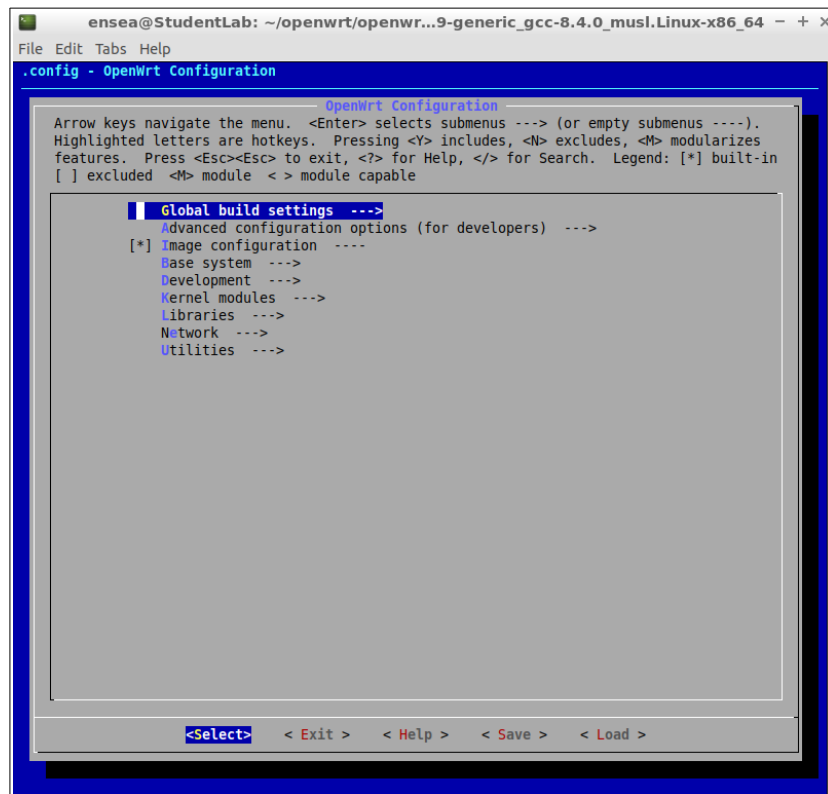 ensea@StudentLab: ~/openwrt/openwr...9-generic_gcc-8.4.0_musl.Linux-x86_64 − + ×
File Edit Tabs Help
.config - OpenWrt Configuration
OpenWrt Configuration
Arrow keys navigate the menu. <Enter> selects submenus ---> (or empty submenus ----).
Highlighted letters are hotkeys. Pressing <Y> includes, <N> excludes, <M> modularizes
features. Press <Esc><Esc> to exit, <?> for Help, </> for Search. Legend: [*] built-in
[ ] excluded <M> module < > module capable
Global build settings --->
Advanced configuration options (for developers) --->
[*] Image configuration ----
Base system --->
Development --->
Kernel modules --->
Libraries --->
Network --->
Utilities --->
<Select> < Exit > < Help > < Save > < Load >